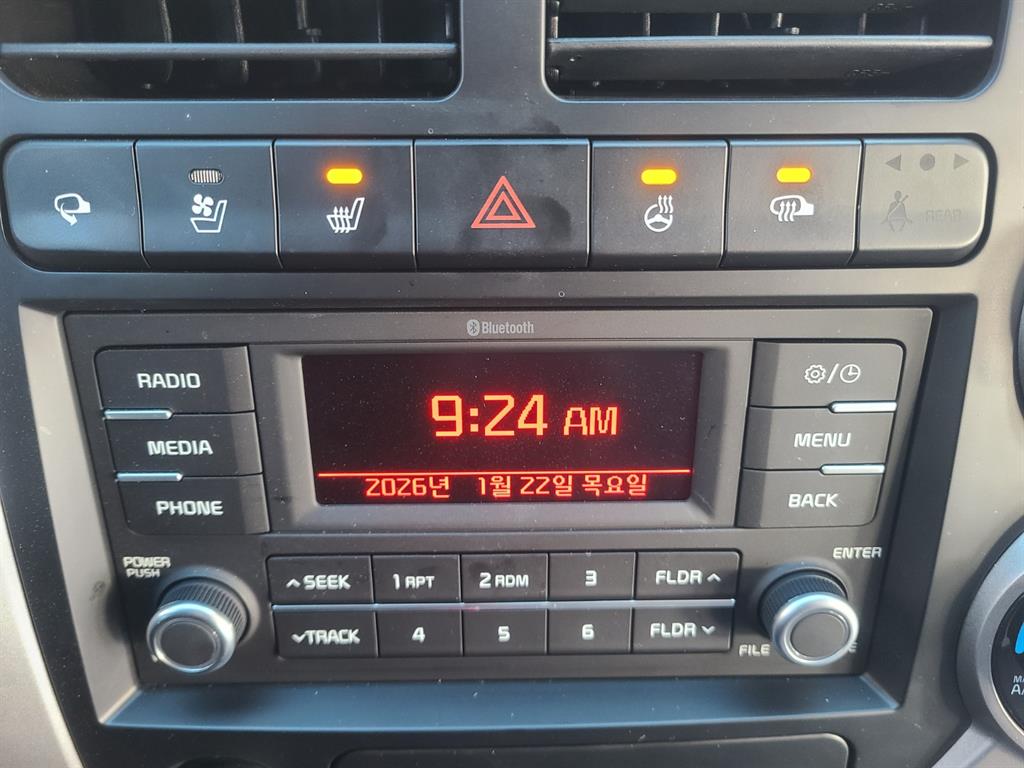 REAR
Bluetooth
RADIO
MEDIA
PHONE
9:24 AM
2026년 1월 22일 목요일
MENU
BACK
POWER
PUSH
ENTER
SEEK
1 RPT
2 RDM
3
FLDR
TRACK
4
5
6
FLDR
FILE